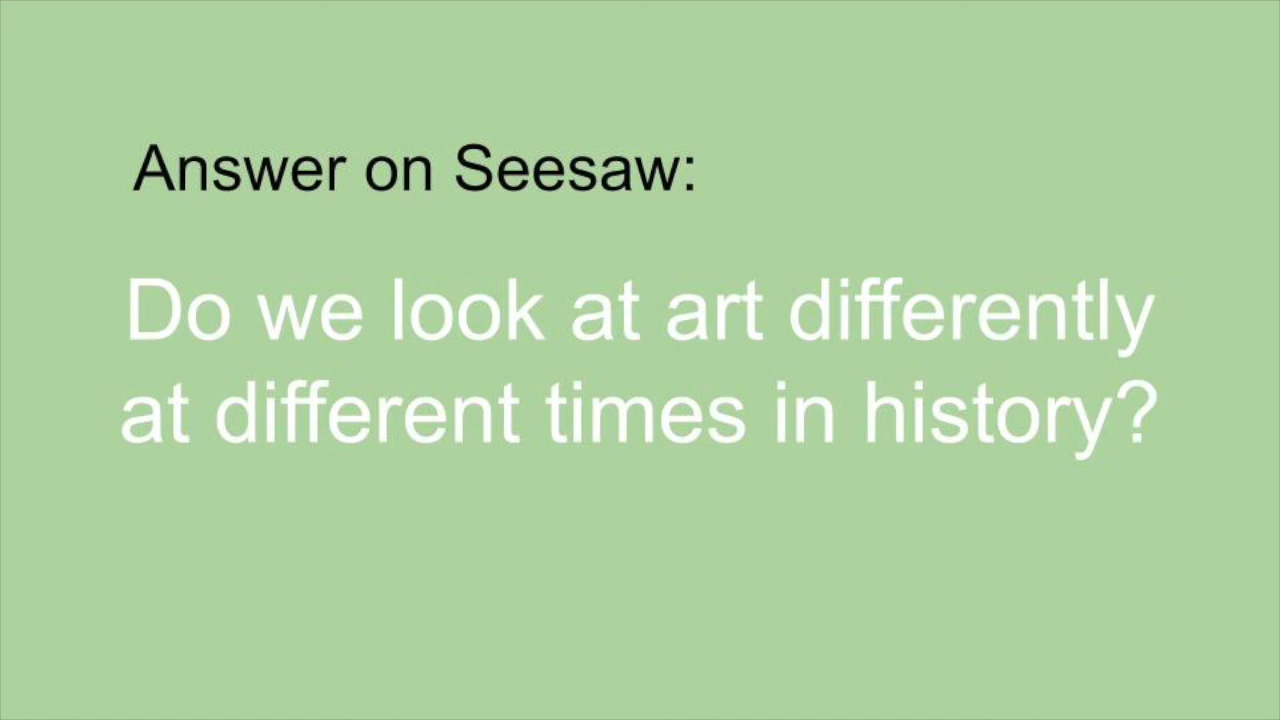 Answer on Seesaw:
Do we look at art differently
at different times in history?